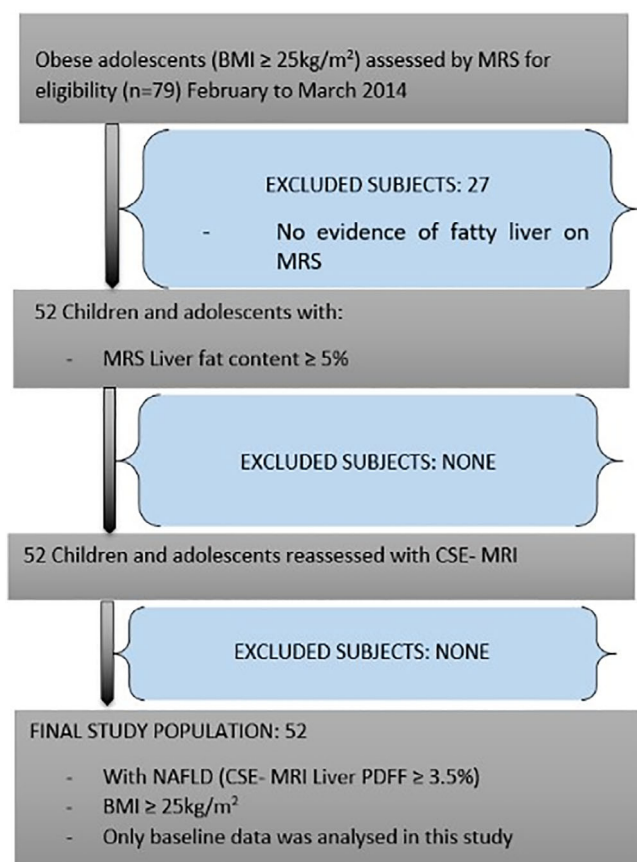 Obese adolescents (BMI ≥ 25kg/m²) assessed by MRS for
eligibility (n=79) February to March 2014
EXCLUDED SUBJECTS: 27
- No evidence of fatty liver on
MRS
52 Children and adolescents with:
- MRS Liver fat content ≥ 5%
EXCLUDED SUBJECTS: NONE
52 Children and adolescents reassessed with CSE- MRI
EXCLUDED SUBJECTS: NONE
FINAL STUDY POPULATION: 52
- With NAFLD (CSE- MRI Liver PDFF ≥ 3.5%)
- BMI ≥ 25kg/m²
- Only baseline data was analysed in this study